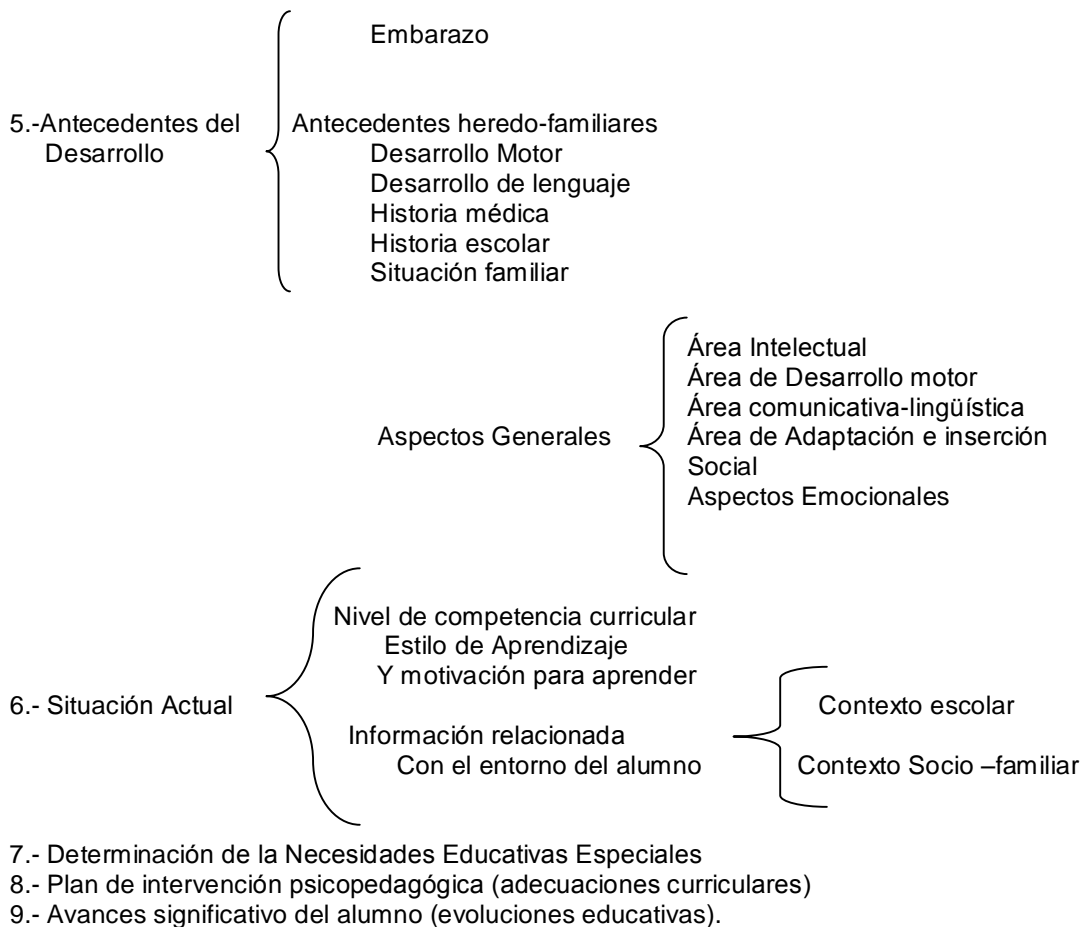 Embarazo
5.-Antecedentes del
Desarrollo
Antecedentes heredo-familiares
Desarrollo Motor
Desarrollo de lenguaje
Historia médica
Historia escolar
Situación familiar
Aspectos Generales
Área Intelectual
Área de Desarrollo motor
Área comunicativa-lingüística
Área de Adaptación e inserción
Social
Aspectos Emocionales
6.- Situación Actual
Nivel de competencia curricular
Estilo de Aprendizaje
Y motivación para aprender
Información relacionada
Con el entorno del alumno
Contexto escolar
Contexto Socio –familiar
7.- Determinación de la Necesidades Educativas Especiales
8.- Plan de intervención psicopedagógica (adecuaciones curriculares)
9.- Avances significativo del alumno (evoluciones educativas).